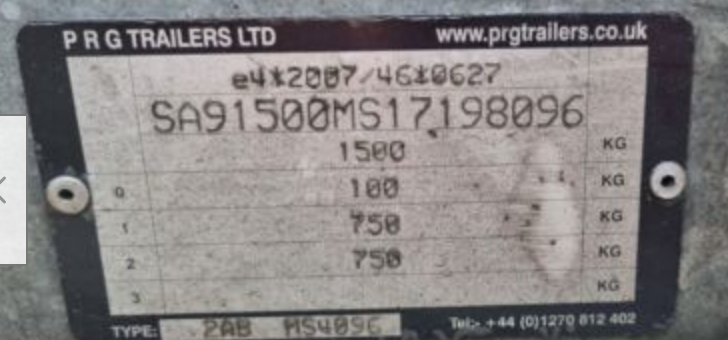 P R G TRAILERS LTD www.prgtrailers.co.uk
e4*2007/46*0627
SA91500MS17198096
1500 KG
0 100 KG
1 750 KG
2 750 KG
3 KG
TYPE: 2AB MS4096 Tel:- +44 (0)1270 812 402